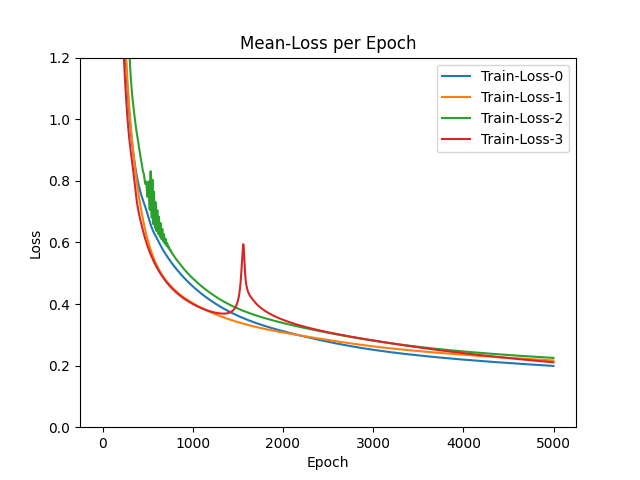 Mean-Loss per Epoch
Train-Loss-0
Train-Loss-1
Train-Loss-2
Train-Loss-3
1.2
1.0
0.8
0.6
0.4
0.2
0.0
Loss
0 1000 2000 3000 4000 5000
Epoch